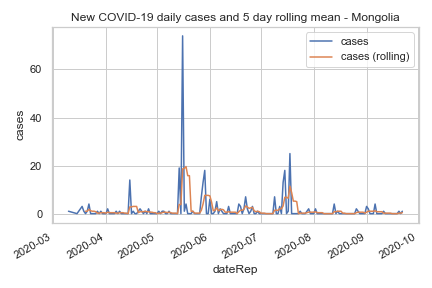 New COVID-19 daily cases and 5 day rolling mean - Mongolia
cases
cases (rolling)
cases
60
40
20
0
2020-03
2020-04
2020-05
2020-06
2020-07
2020-08
2020-09
2020-10
dateRep